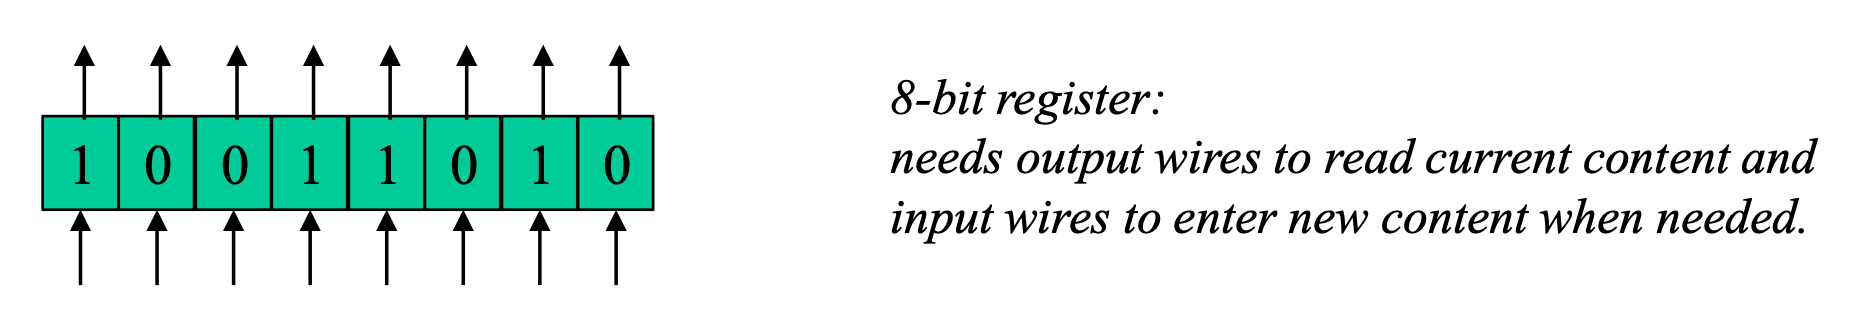 1 0 0 1 1 0 1 0
8-bit register:
needs output wires to read current content and
input wires to enter new content when needed.